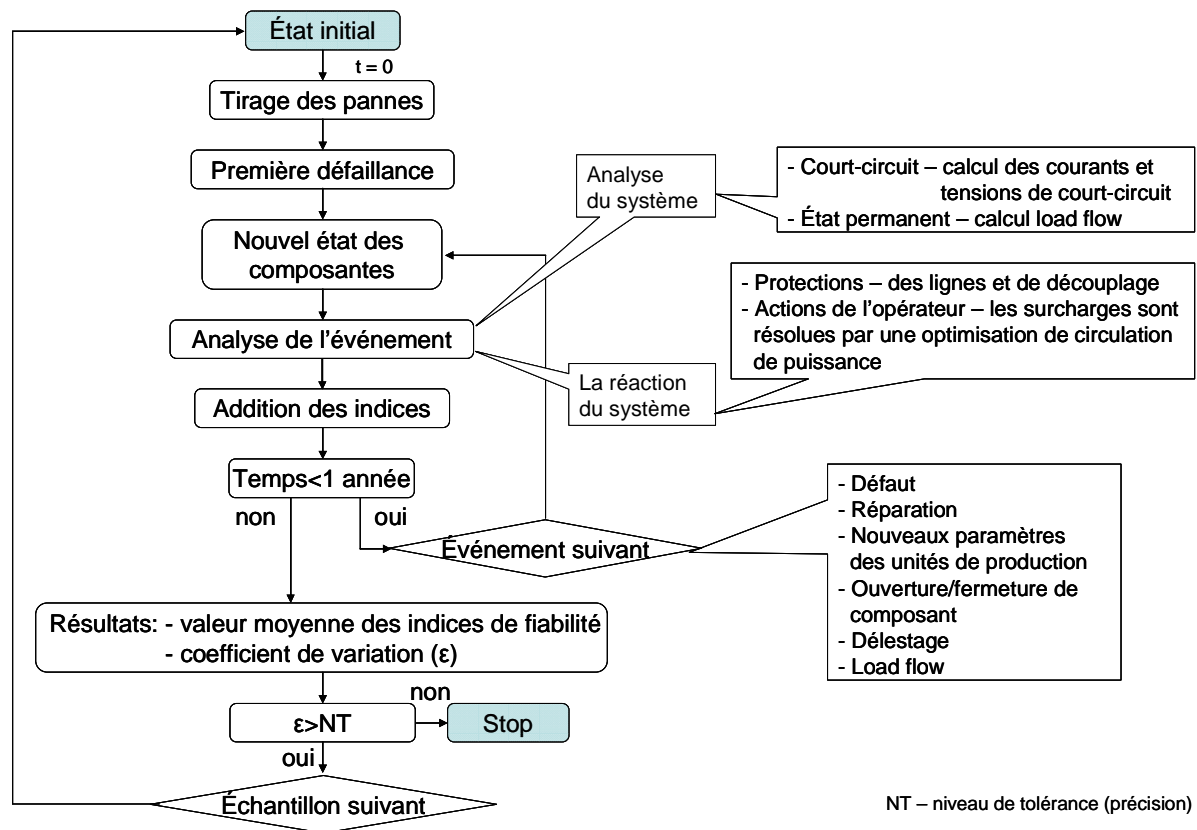 État initial
t = 0
Tirage des pannes
Première défaillance
Nouvel état des
composantes
Analyse de l'événement
Addition des indices
Temps<1 année
non
oui
Événement suivant
Résultats: - valeur moyenne des indices de fiabilité
- coefficient de variation (ε)
ε>NT
non
Stop
oui
Échantillon suivant
Analyse
du système
- Court-circuit – calcul des courants et
tensions de court-circuit
- État permanent – calcul load flow
La réaction
du système
- Protections – des lignes et de découplage
- Actions de l'opérateur – les surcharges sont
résolues par une optimisation de circulation
de puissance
- Défaut
- Réparation
- Nouveaux paramètres
des unités de production
- Ouverture/fermeture de
composant
- Délestage
- Load flow
NT – niveau de tolérance (précision)